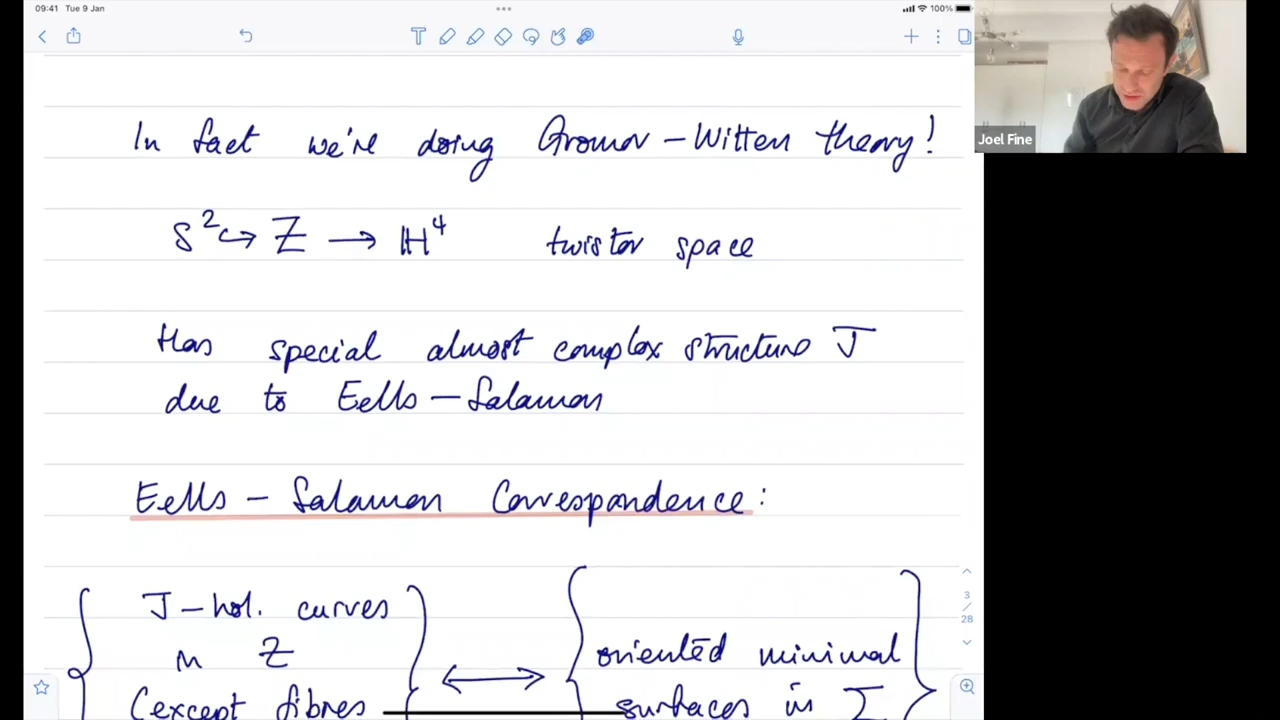 09:41 Tue 9 Jan
100%
Joel Fine
In fact we're doing Gromov - Witten theory!
S² ↪ Z → ℍ⁴ twistor space
Has special almost complex structure J
due to Eells - Salamon
Eells - Salamon Correspondence:
J-hol. curves
in Z
(except fibres
oriented minimal
surfaces in
3
/
28